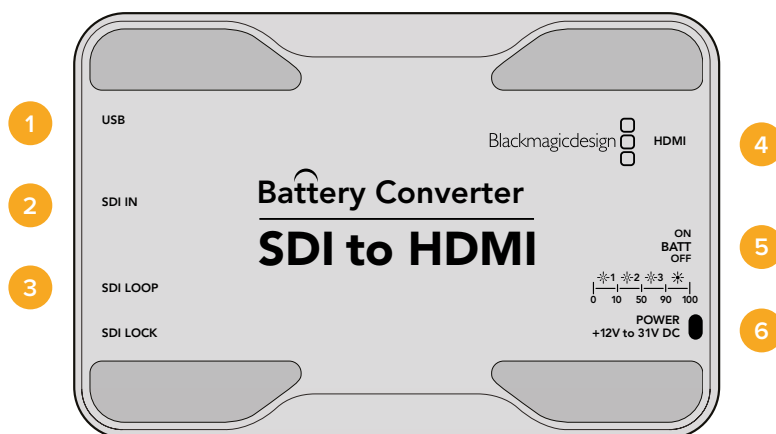 1
USB
Blackmagicdesign
HDMI
4
2
SDI IN
Battery Converter
SDI to HDMI
ON
BATT
OFF
5
3
SDI LOOP
1 2 3
0 10 50 90 100
SDI LOCK
POWER
+12V to 31V DC
6